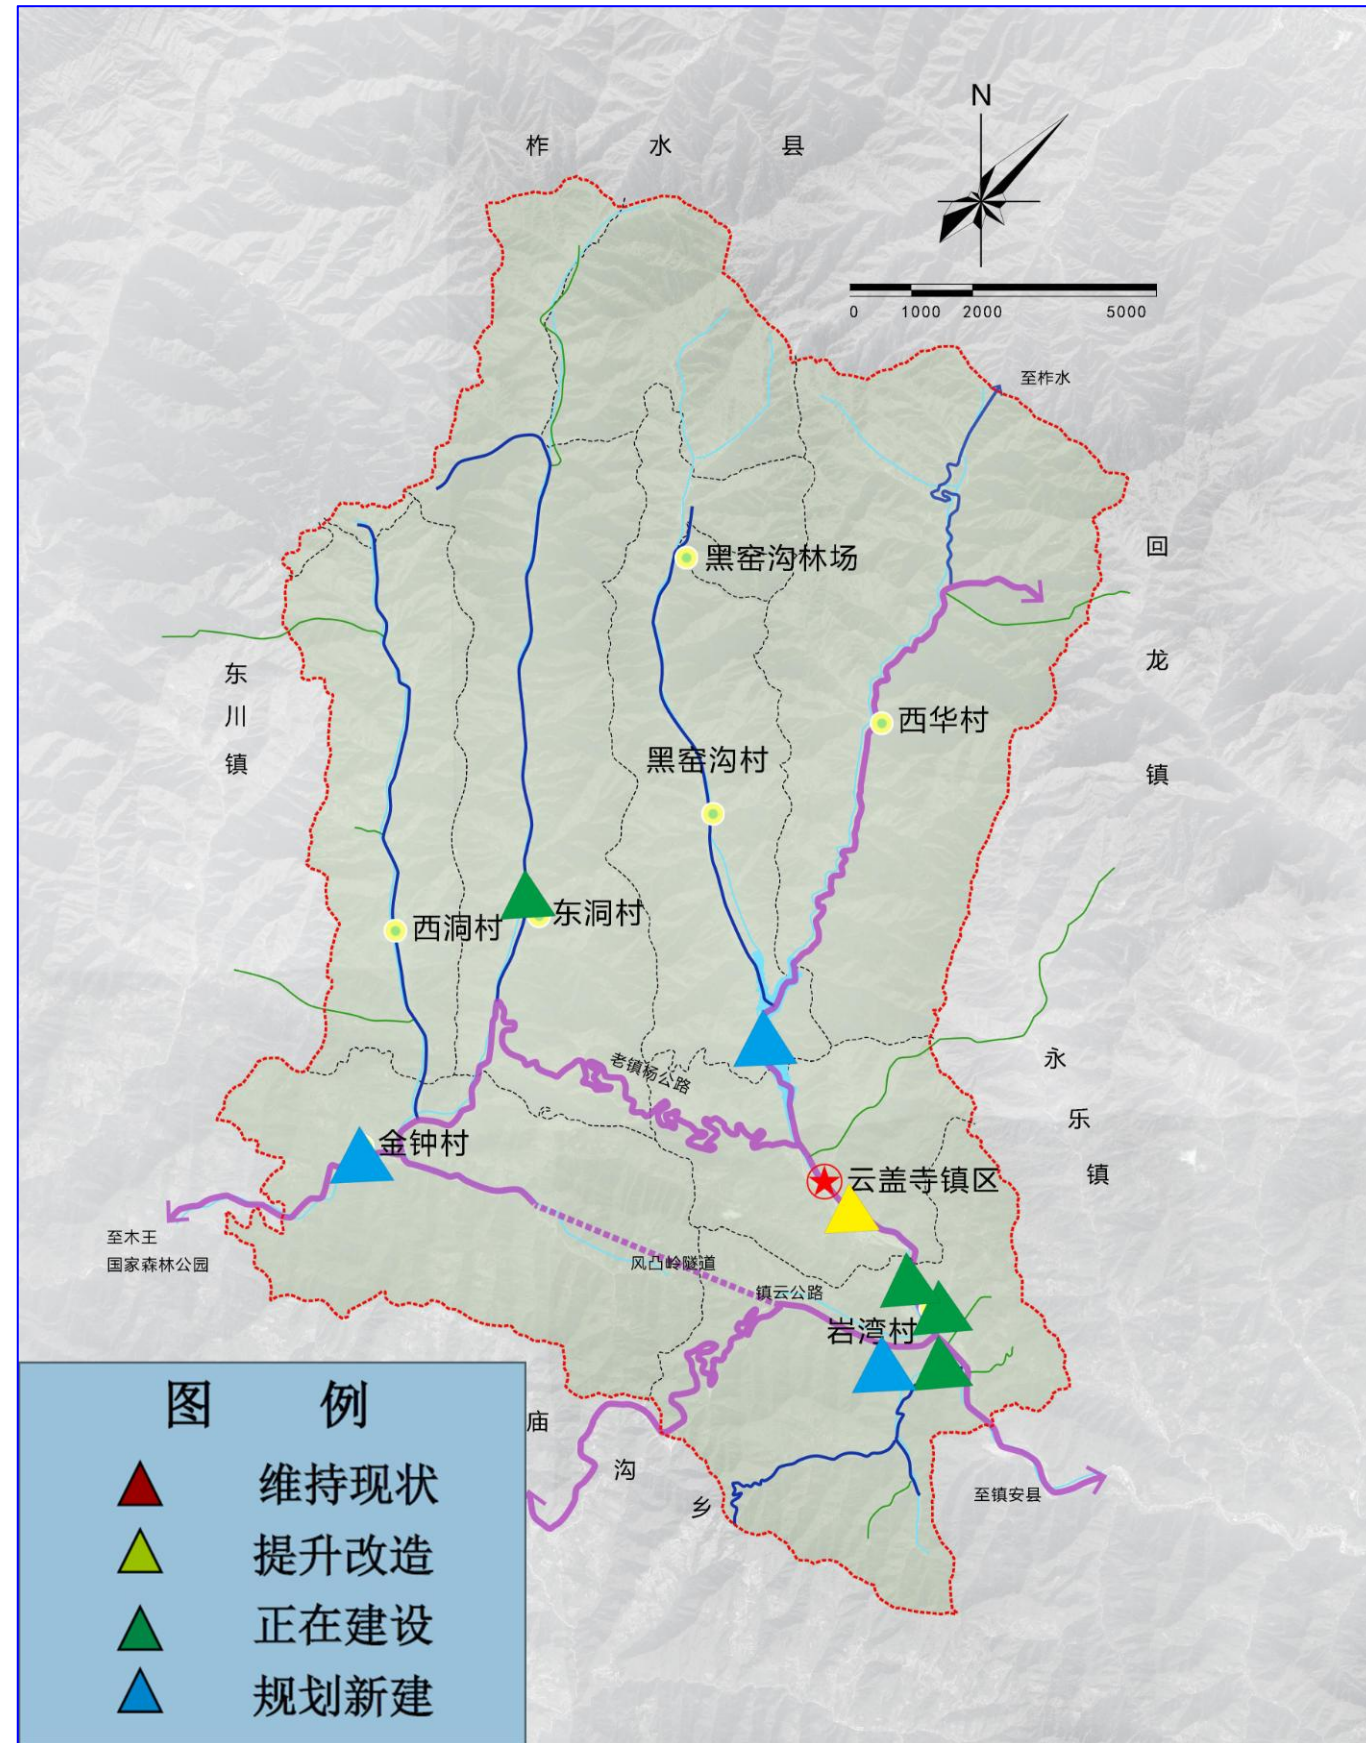 N
柞水县
0 1000 2000 5000
至柞水
回龙镇
黑窑沟林场
东川镇
西华村
黑窑沟村
西洞村
东洞村
老镇杨公路
永乐镇
金钟村
云盖寺镇区
至木王
国家森林公园
风凸岭隧道
镇云公路
岩湾村
庙沟乡
至镇安县
图例
维持现状
提升改造
正在建设
规划新建